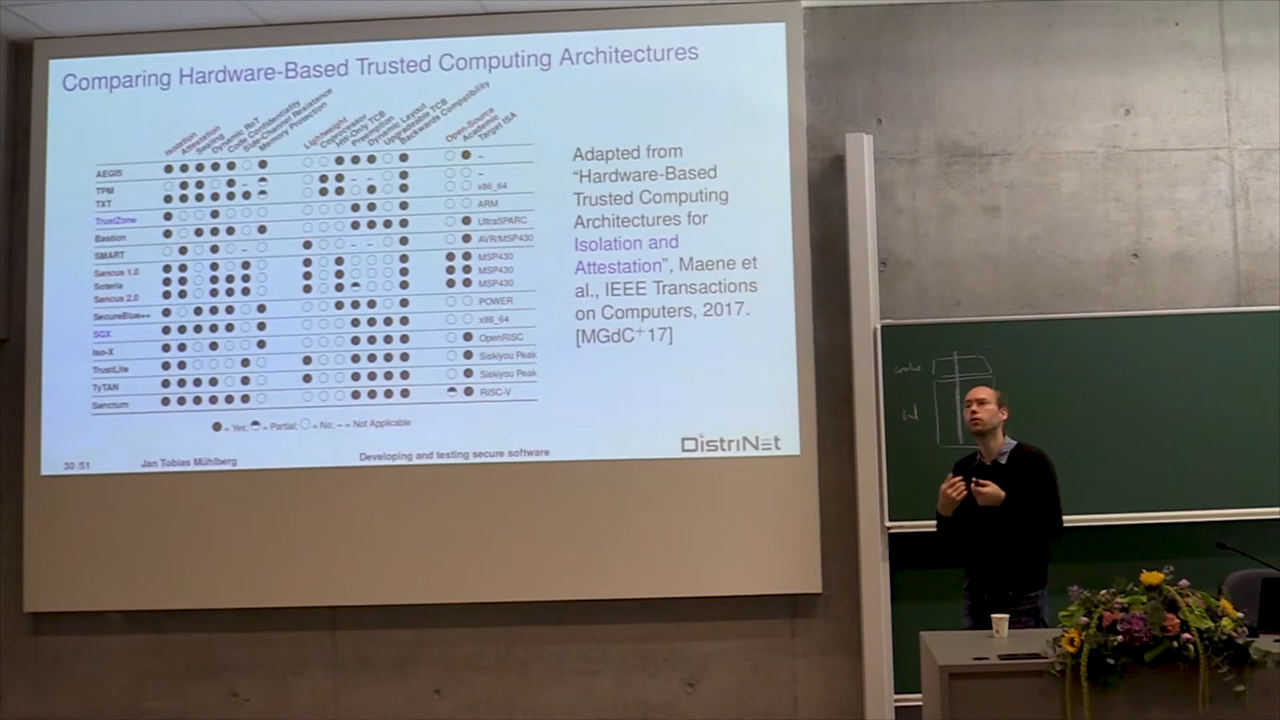 Comparing Hardware-Based Trusted Computing Architectures
Isolation
Attestation
Sealing
Dynamic RoT
Code Confidentiality
Side-Channel Resistance
Memory Protection
Lightweight
Coprocessor
HW-Only TCB
Preemption
Dynamic Layout
Upgradeable TCB
Backwards Compatibility
Open-Source
Academic
Target ISA
AEGIS –
TPM – – – –
TXT – x86_64
TrustZone ARM
Bastion UltraSPARC
SMART – – – AVR/MSP430
Sancus 1.0 MSP430
Soteria MSP430
Sancus 2.0 MSP430
SecureBlue++ POWER
SGX x86_64
Iso-X OpenRISC
TrustLite Siskiyou Peak
TyTAN Siskiyou Peak
Sanctum RISC-V
= Yes; = Partial; = No; – = Not Applicable
Adapted from
“Hardware-Based
Trusted Computing
Architectures for
Isolation and
Attestation”, Maene et
al., IEEE Transactions
on Computers, 2017.
[MGdC+17]
30 /51 Jan Tobias Mühlberg Developing and testing secure software
DistriNet